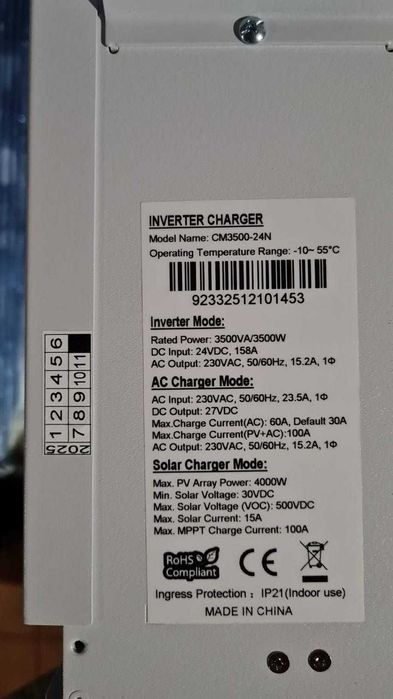 INVERTER CHARGER
Model Name: CM3500-24N
Operating Temperature Range: -10~ 55°C
92332512101453
Inverter Mode:
Rated Power: 3500VA/3500W
DC Input: 24VDC, 158A
AC Output: 230VAC, 50/60Hz, 15.2A, 1Φ
AC Charger Mode:
AC Input: 230VAC, 50/60Hz, 23.5A, 1Φ
DC Output: 27VDC
Max.Charge Current(AC): 60A, Default 30A
Max.Charge Current(PV+AC):100A
AC Output: 230VAC, 50/60Hz, 15.2A, 1Φ
Solar Charger Mode:
Max. PV Array Power: 4000W
Min. Solar Voltage: 30VDC
Max. Solar Voltage (VOC): 500VDC
Max. Solar Current: 15A
Max. MPPT Charge Current: 100A
RoHS
Compliant
CE
Ingress Protection : IP21(Indoor use)
MADE IN CHINA
2025
1 2 3 4 5 6
7 8 9 10 11